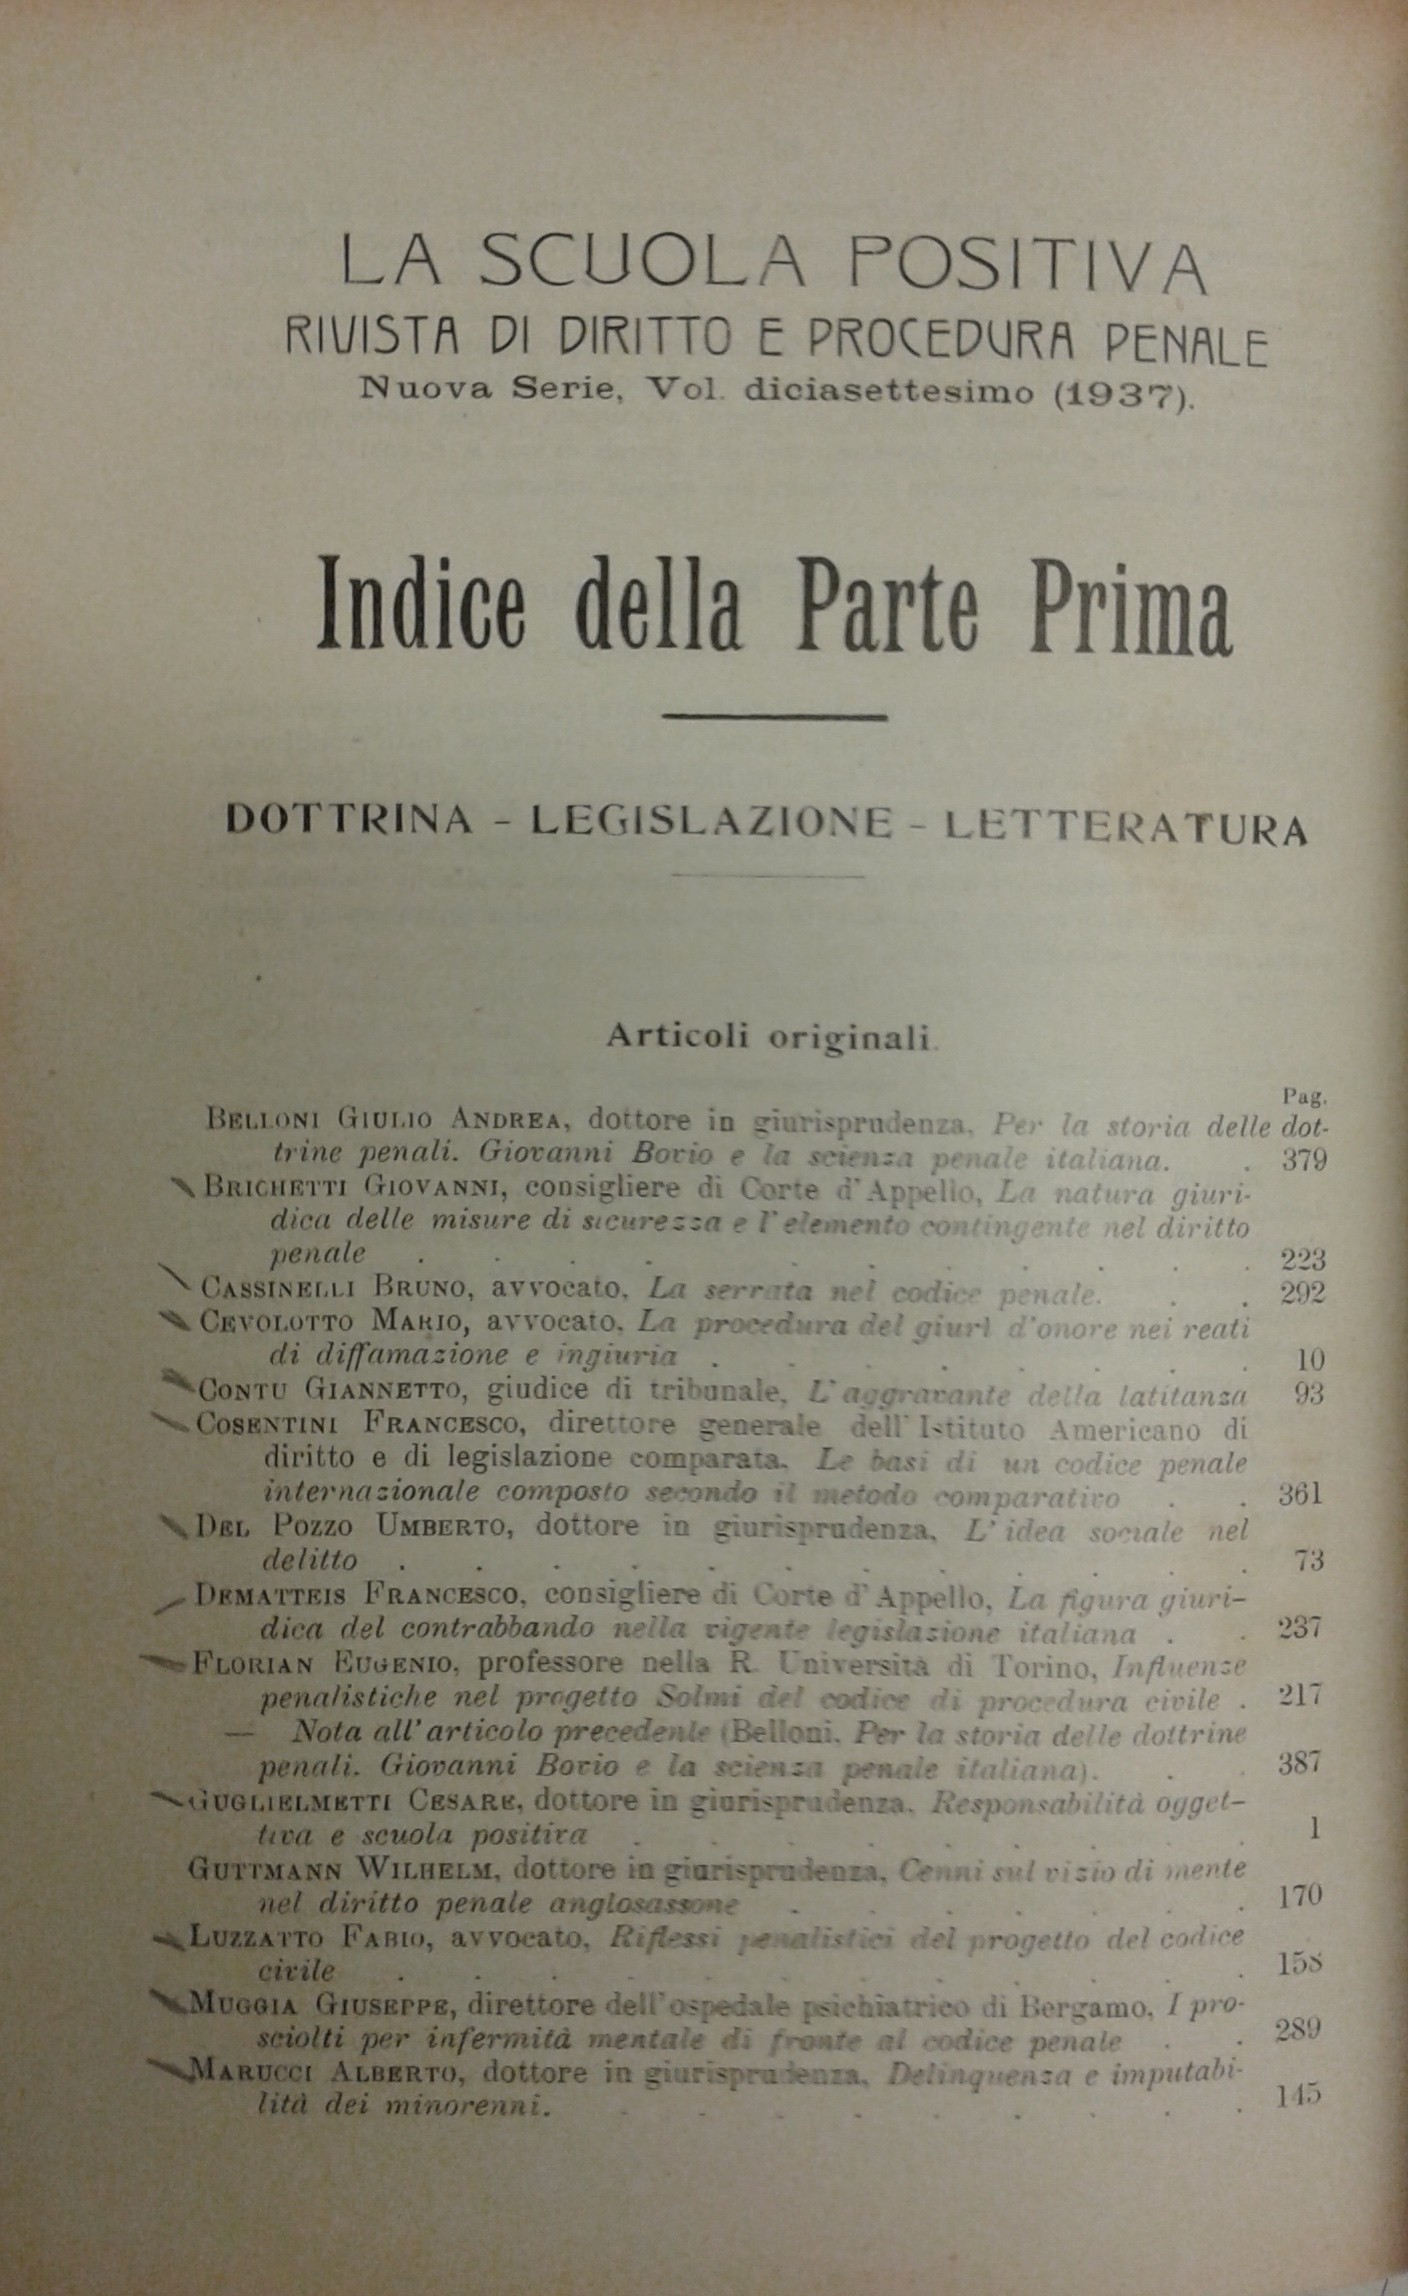 LA SCUOLA POSITIVA
RIVISTA DI DIRITTO E PROCEDURA PENALE
Nuova Serie, Vol. diciasettesimo (1937).
Indice della Parte Prima
DOTTRINA - LEGISLAZIONE - LETTERATURA
Articoli originali.
Pag.
BELLONI GIULIO ANDREA, dottore in giurisprudenza, Per la storia delle dot-
trine penali. Giovanni Bovio e la scienza penale italiana. . 379
BRICHETTI GIOVANNI, consigliere di Corte d'Appello, La natura giuri-
dica delle misure di sicurezza e l'elemento contingente nel diritto
penale . . . . . . . . . . . . 223
CASSINELLI BRUNO, avvocato, La serrata nel codice penale. . . 292
CEVOLOTTO MARIO, avvocato, La procedura del giurì d'onore nei reati
di diffamazione e ingiuria . . . . . . . . 10
CONTU GIANNETTO, giudice di tribunale, L'aggravante della latitanza 93
COSENTINI FRANCESCO, direttore generale dell'Istituto Americano di
diritto e di legislazione comparata, Le basi di un codice penale
internazionale composto secondo il metodo comparativo . . 361
DEL POZZO UMBERTO, dottore in giurisprudenza, L'idea sociale nel
delitto . . . . . . . . . . . . 73
DEMATTEIS FRANCESCO, consigliere di Corte d'Appello, La figura giuri-
dica del contrabbando nella vigente legislazione italiana . . 237
FLORIAN EUGENIO, professore nella R. Università di Torino, Influenze
penalistiche nel progetto Solmi del codice di procedura civile . 217
— Nota all'articolo precedente (Belloni, Per la storia delle dottrine
penali. Giovanni Bovio e la scienza penale italiana). . . 387
GUGLIELMETTI CESARE, dottore in giurisprudenza, Responsabilità ogget-
tiva e scuola positiva . . . . . . . . . 1
GUTTMANN WILHELM, dottore in giurisprudenza, Cenni sul vizio di mente
nel diritto penale anglosassone . . . . . . . 170
LUZZATTO FABIO, avvocato, Riflessi penalistici del progetto del codice
civile . . . . . . . . . . . . 158
MUGGIA GIUSEPPE, direttore dell'ospedale psichiatrico di Bergamo, I pro-
sciolti per infermità mentale di fronte al codice penale . . 289
MARUCCI ALBERTO, dottore in giurisprudenza, Delinquenza e imputabi-
lità dei minorenni. . . . . . . . . . 145